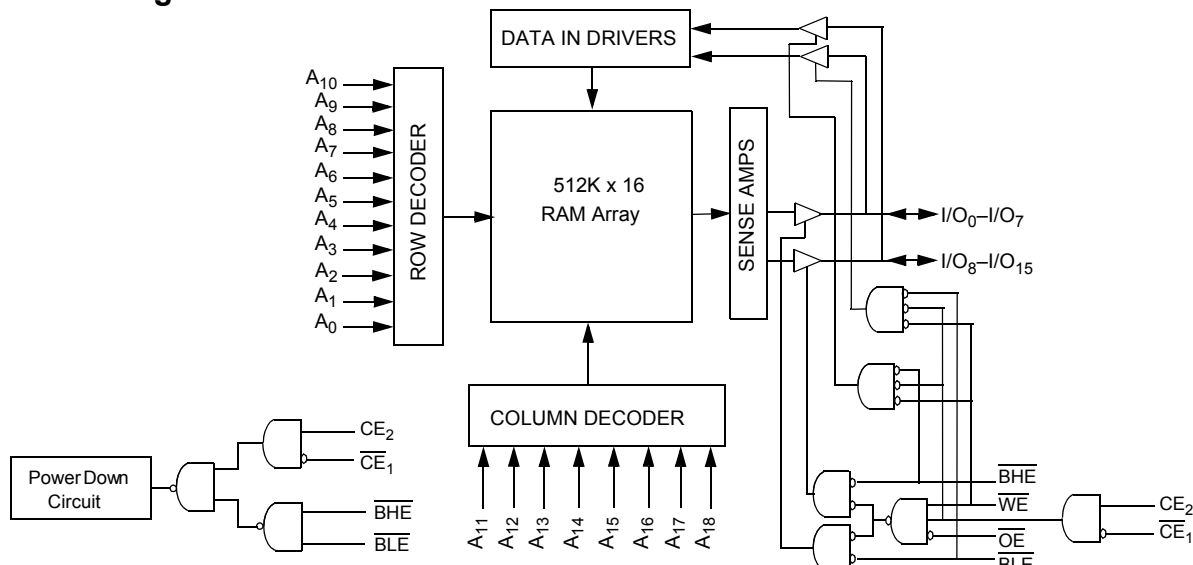 DATA IN DRIVERS
A10
A9
A8
A7
A6
A5
A4
A3
A2
A1
A0
ROW DECODER
512K x 16
RAM Array
SENSE AMPS
I/O0–I/O7
I/O8–I/O15
COLUMN DECODER
A11
A12
A13
A14
A15
A16
A17
A18
Power Down
Circuit
CE2
CE1
BHE
BLE
BHE
WE
OE
BLE
CE2
CE1